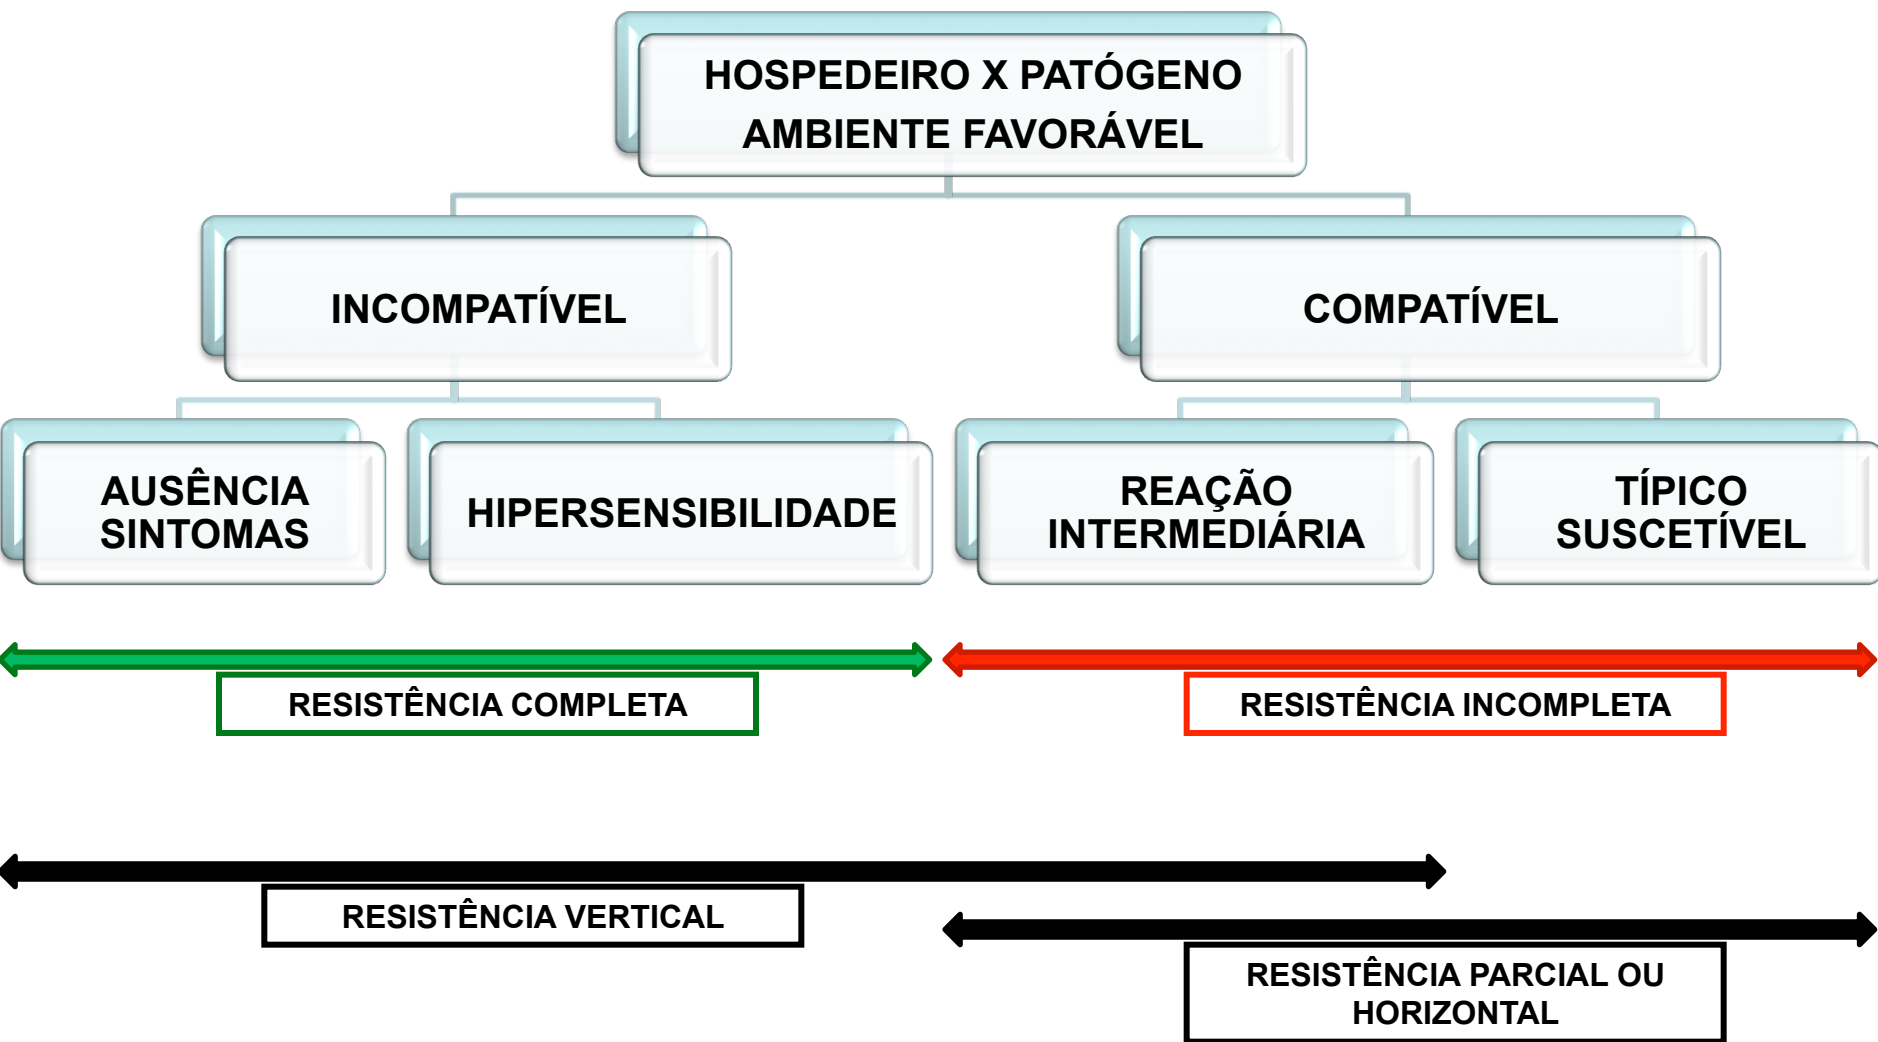 HOSPEDEIRO X PATÓGENO
AMBIENTE FAVORÁVEL
INCOMPATÍVEL
COMPATÍVEL
AUSÊNCIA
SINTOMAS
HIPERSENSIBILIDADE
REAÇÃO
INTERMEDIÁRIA
TÍPICO
SUSCETÍVEL
RESISTÊNCIA COMPLETA
RESISTÊNCIA INCOMPLETA
RESISTÊNCIA VERTICAL
RESISTÊNCIA PARCIAL OU
HORIZONTAL